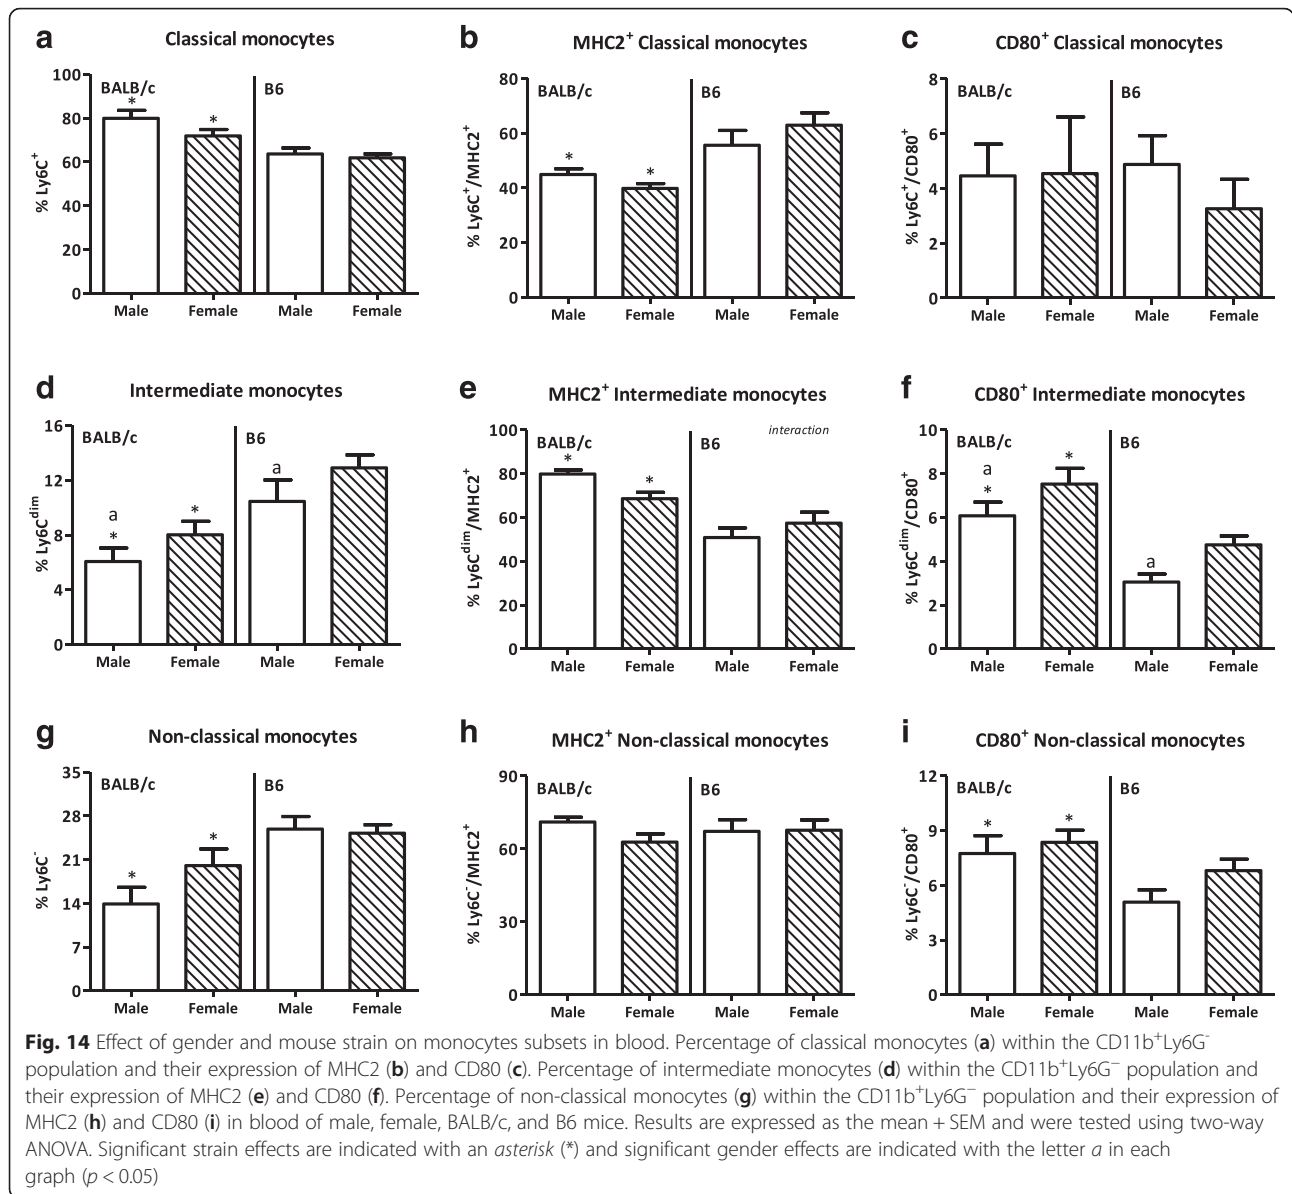 a
Classical monocytes
% Ly6C⁺
100
80
60
40
20
0
BALB/c
*
*
B6
Male
Female
Male
Female
b
MHC2⁺ Classical monocytes
% Ly6C⁺/MHC2⁺
80
60
40
20
0
BALB/c
*
*
B6
Male
Female
Male
Female
c
CD80⁺ Classical monocytes
% Ly6C⁺/CD80⁺
8
6
4
2
0
BALB/c
B6
Male
Female
Male
Female
d
Intermediate monocytes
% Ly6Cᵈⁱᵐ
16
12
8
4
0
BALB/c
a
*
*
B6
a
Male
Female
Male
Female
e
MHC2⁺ Intermediate monocytes
% Ly6Cᵈⁱᵐ/MHC2⁺
100
80
60
40
20
0
BALB/c
*
*
B6
interaction
Male
Female
Male
Female
f
CD80⁺ Intermediate monocytes
% Ly6Cᵈⁱᵐ/CD80⁺
10
8
6
4
2
0
BALB/c
a
*
*
B6
a
Male
Female
Male
Female
g
Non-classical monocytes
% Ly6C⁻
35
28
21
14
7
0
BALB/c
*
*
B6
Male
Female
Male
Female
h
MHC2⁺ Non-classical monocytes
% Ly6C⁻/MHC2⁺
90
60
30
0
BALB/c
B6
Male
Female
Male
Female
i
CD80⁺ Non-classical monocytes
% Ly6C⁻/CD80⁺
12
9
6
3
0
BALB/c
*
*
B6
Male
Female
Male
Female
Fig. 14 Effect of gender and mouse strain on monocytes subsets in blood. Percentage of classical monocytes (a) within the CD11b⁺Ly6G⁻
population and their expression of MHC2 (b) and CD80 (c). Percentage of intermediate monocytes (d) within the CD11b⁺Ly6G⁻ population and
their expression of MHC2 (e) and CD80 (f). Percentage of non-classical monocytes (g) within the CD11b⁺Ly6G⁻ population and their expression of
MHC2 (h) and CD80 (i) in blood of male, female, BALB/c, and B6 mice. Results are expressed as the mean + SEM and were tested using two-way
ANOVA. Significant strain effects are indicated with an asterisk (*) and significant gender effects are indicated with the letter a in each
graph (p < 0.05)